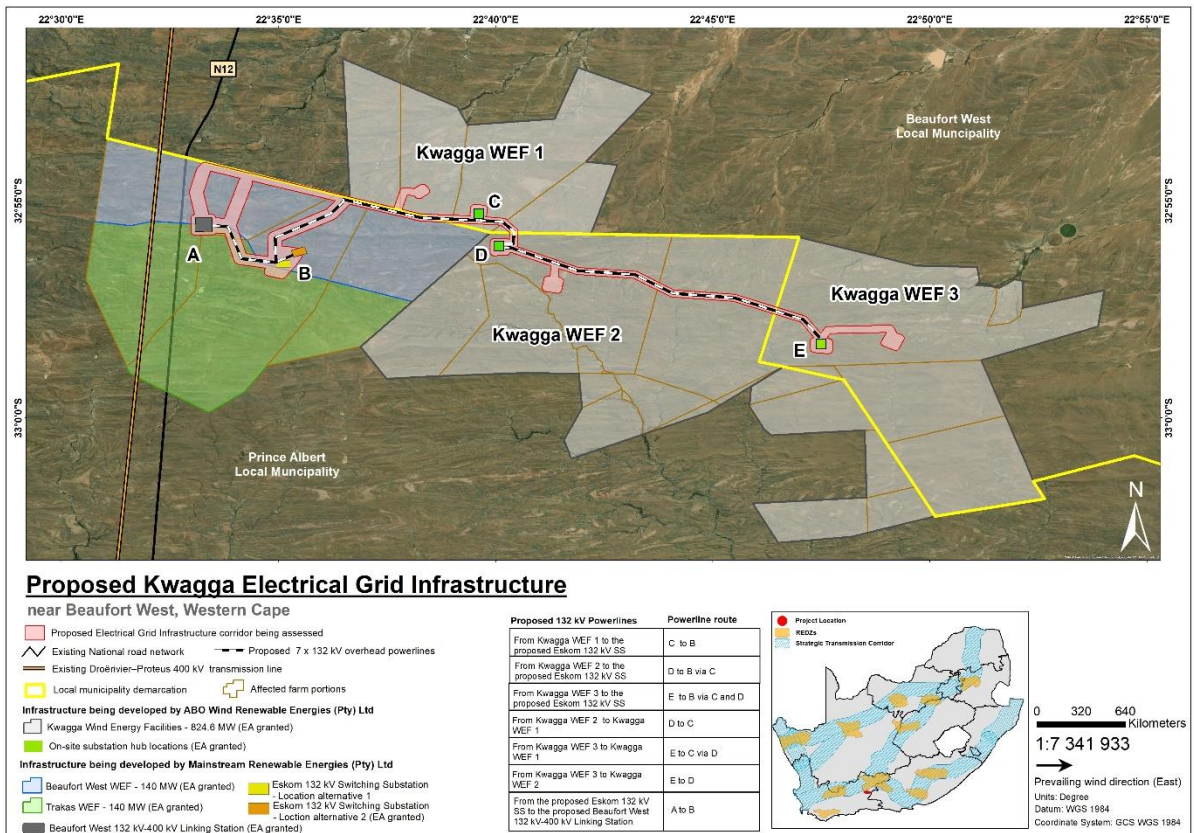 22°30'0"E 22°35'0"E 22°40'0"E 22°45'0"E 22°50'0"E 22°55'0"E
N12
Beaufort West
Local Muncipality
Kwagga WEF 1
32°55'0"S
32°55'0"S
C
A
D
B
Kwagga WEF 3
Kwagga WEF 2
E
33°0'0"S
33°0'0"S
Prince Albert
Local Muncipality
N
Proposed Kwagga Electrical Grid Infrastructure
near Beaufort West, Western Cape
Proposed Electrical Grid Infrastructure corridor being assessed
Existing National road network
Proposed 7 x 132 kV overhead powerlines
Existing Droërivier–Proteus 400 kV transmission line
Local municipality demarcation
Affected farm portions
Infrastructure being developed by ABO Wind Renewable Energies (Pty) Ltd
Kwagga Wind Energy Facilities - 824.6 MW (EA granted)
On-site substation hub locations (EA granted)
Infrastructure being developed by Mainstream Renewable Energies (Pty) Ltd
Beaufort West WEF - 140 MW (EA granted)
Eskom 132 kV Switching Substation
- Location alternative 1
Trakas WEF - 140 MW (EA granted)
Eskom 132 kV Switching Substation
- Loction alternative 2 (EA granted)
Beaufort West 132 kV-400 kV Linking Station (EA granted)
Proposed 132 kV Powerlines Powerline route
From Kwagga WEF 1 to the
proposed Eskom 132 kV SS
C to B
From Kwagga WEF 2 to the
proposed Eskom 132 kV SS
D to B via C
From Kwagga WEF 3 to the
proposed Eskom 132 kV SS
E to B via C and D
From Kwagga WEF 2 to Kwagga
WEF 1
D to C
From Kwagga WEF 3 to Kwagga
WEF 1
E to C via D
From Kwagga WEF 3 to Kwagga
WEF 2
E to D
From the proposed Eskom 132 kV
SS to the proposed Beaufort West
132 kV-400 kV Linking Station
A to B
Project Location
REDZs
Strategic Transmission Corridor
0 320 640
Kilometers
1:7 341 933
Prevailing wind direction (East)
Units: Degree
Datum: WGS 1984
Coordinate System: GCS WGS 1984